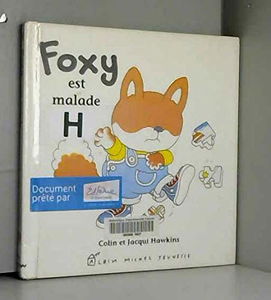 Foxy
est
malade
H
Document
prêté par
Colin et Jacqui Hawkins
ALBIN MICHEL JEUNESSE